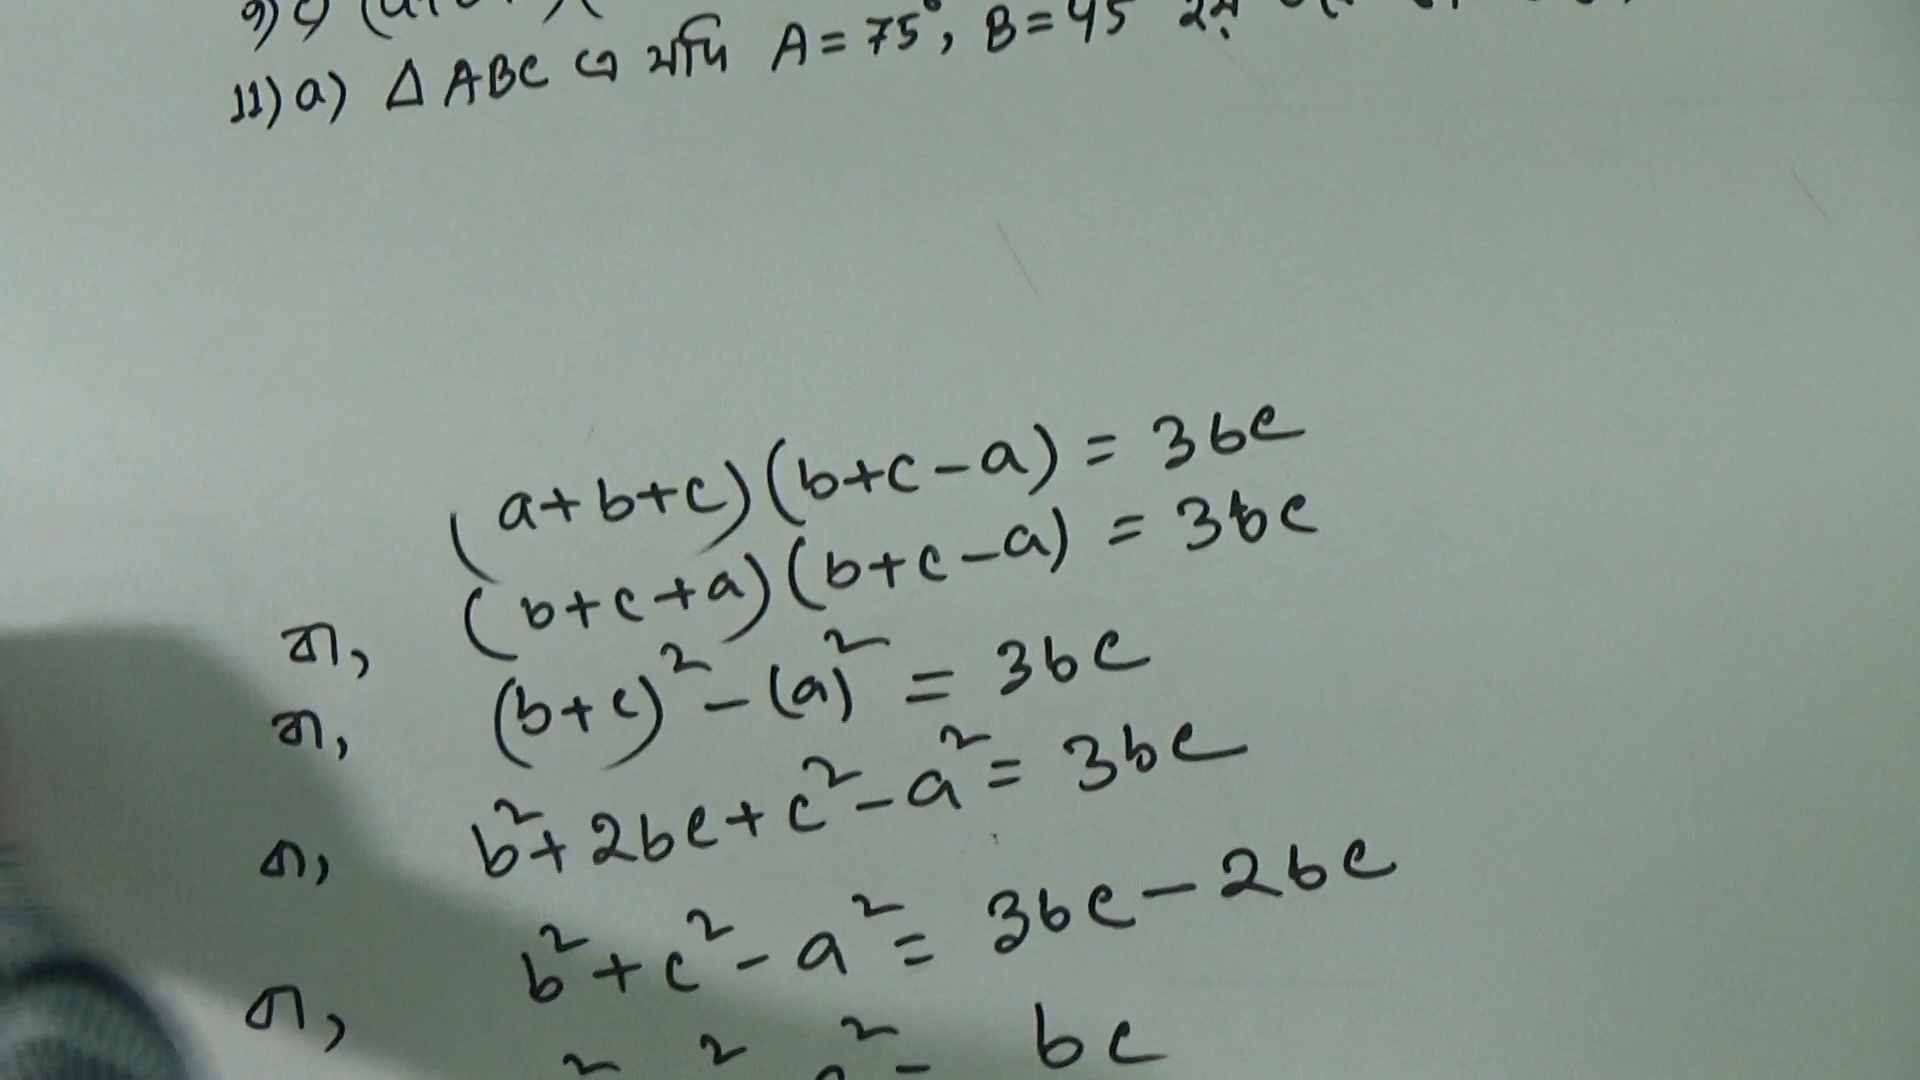 11) a) △ ABC এ যদি A = 75°, B = 45 হয়
(a+b+c)(b+c-a) = 3bc
বা, (b+c+a)(b+c-a) = 3bc
বা, (b+c)² - (a)² = 3bc
বা, b² + 2bc + c² - a² = 3bc
বা, b² + c² - a² = 3bc - 2bc
bc